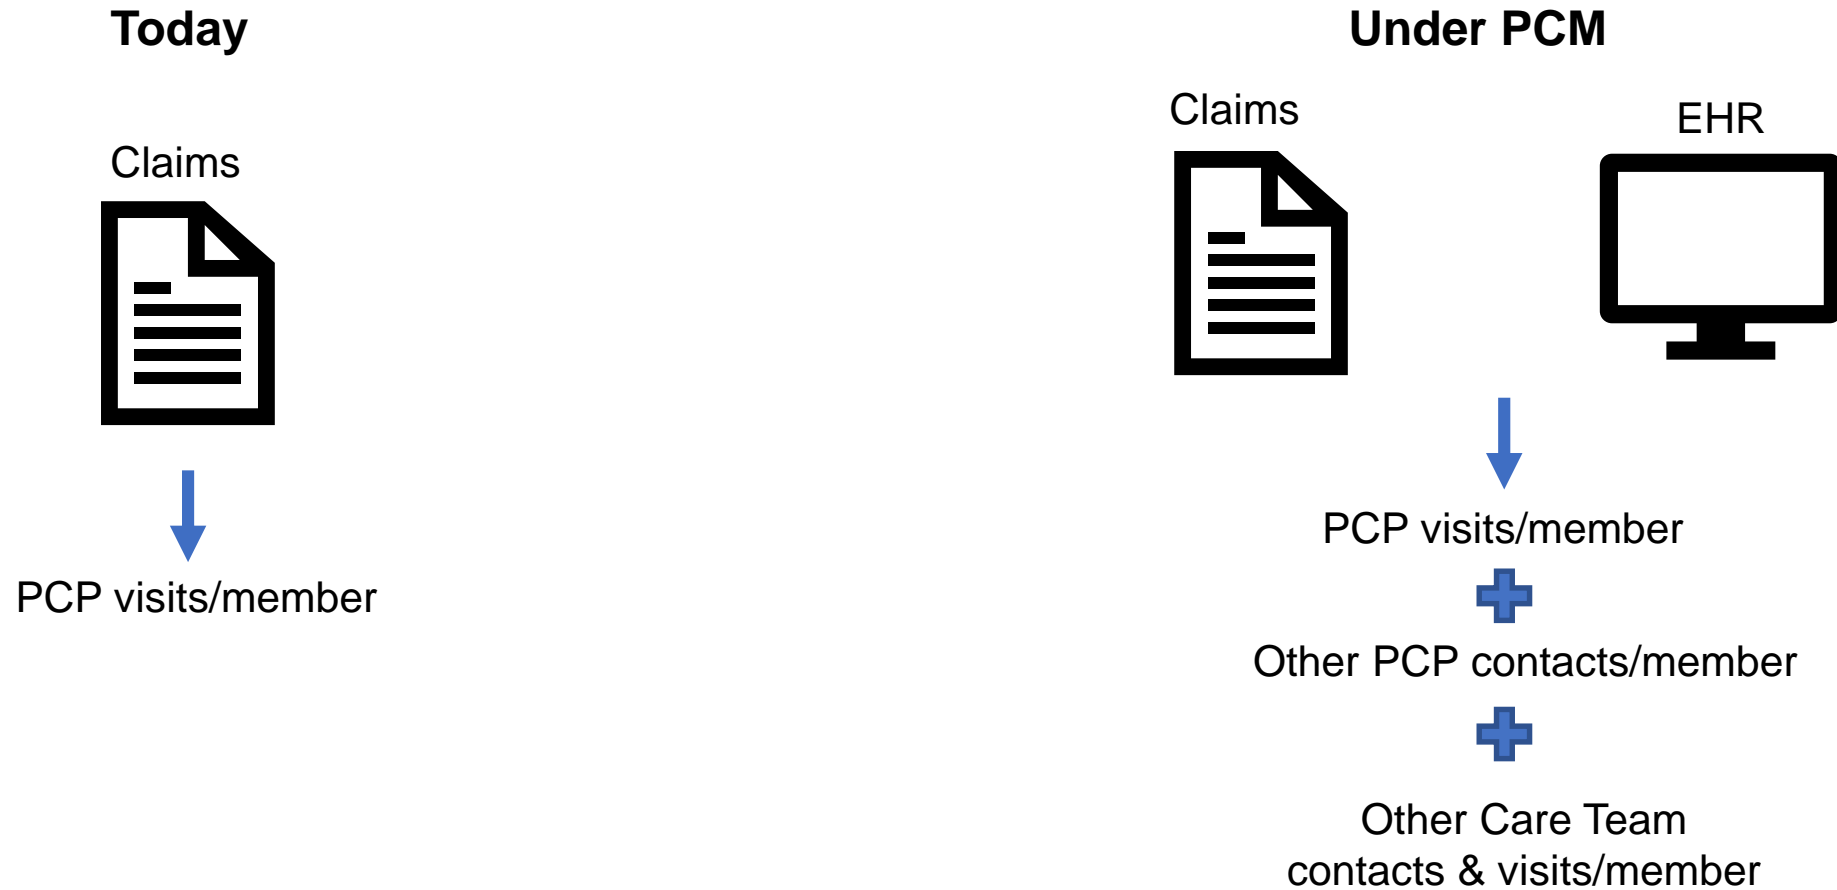 Today
Claims
PCP visits/member
Under PCM
Claims
EHR
PCP visits/member
Other PCP contacts/member
Other Care Team
contacts & visits/member